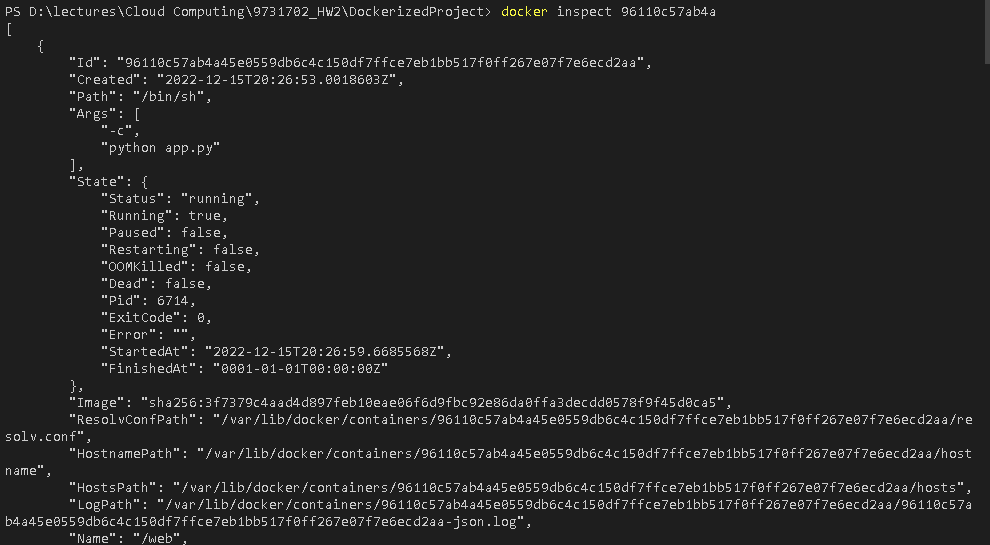 PS D:\lectures\Cloud Computing\9731702_HW2\DockerizedProject> docker inspect 96110c57ab4a
[
    {
        "Id": "96110c57ab4a45e0559db6c4c150df7ffce7eb1bb517f0ff267e07f7e6ecd2aa",
        "Created": "2022-12-15T20:26:53.0018603Z",
        "Path": "/bin/sh",
        "Args": [
            "-c",
            "python app.py"
        ],
        "State": {
            "Status": "running",
            "Running": true,
            "Paused": false,
            "Restarting": false,
            "OOMKilled": false,
            "Dead": false,
            "Pid": 6714,
            "ExitCode": 0,
            "Error": "",
            "StartedAt": "2022-12-15T20:26:59.6685568Z",
            "FinishedAt": "0001-01-01T00:00:00Z"
        },
        "Image": "sha256:3f7379c4aad4d897feb10eae06f6d9fbc92e86da0ffa3decdd0578f9f45d0ca5",
        "ResolvConfPath": "/var/lib/docker/containers/96110c57ab4a45e0559db6c4c150df7ffce7eb1bb517f0ff267e07f7e6ecd2aa/re
solv.conf",
        "HostnamePath": "/var/lib/docker/containers/96110c57ab4a45e0559db6c4c150df7ffce7eb1bb517f0ff267e07f7e6ecd2aa/host
name",
        "HostsPath": "/var/lib/docker/containers/96110c57ab4a45e0559db6c4c150df7ffce7eb1bb517f0ff267e07f7e6ecd2aa/hosts",
        "LogPath": "/var/lib/docker/containers/96110c57ab4a45e0559db6c4c150df7ffce7eb1bb517f0ff267e07f7e6ecd2aa/96110c57a
b4a45e0559db6c4c150df7ffce7eb1bb517f0ff267e07f7e6ecd2aa-json.log",
        "Name": "/web",